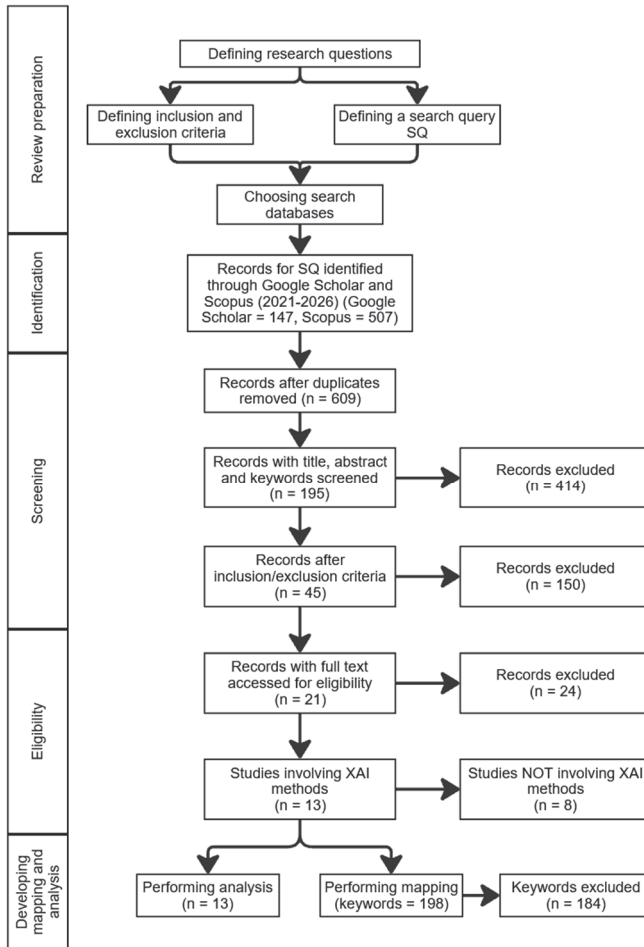 Review preparation
Defining research questions
Defining inclusion and
exclusion criteria
Defining a search query
SQ
Choosing search
databases
Identification
Records for SQ identified
through Google Scholar and
Scopus (2021-2026) (Google
Scholar = 147, Scopus = 507)
Screening
Records after duplicates
removed (n = 609)
Records with title, abstract
and keywords screened
(n = 195)
Records excluded
(n = 414)
Records after
inclusion/exclusion criteria
(n = 45)
Records excluded
(n = 150)
Eligibility
Records with full text
accessed for eligibility
(n = 21)
Records excluded
(n = 24)
Studies involving XAI
methods
(n = 13)
Studies NOT involving XAI
methods
(n = 8)
Developing
mapping and
analysis
Performing analysis
(n = 13)
Performing mapping
(keywords = 198)
Keywords excluded
(n = 184)